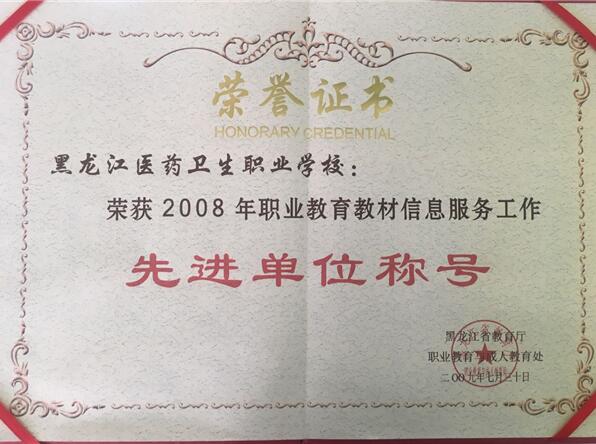 荣誉证书
HONORARY CREDENTIAL
黑龙江医药卫生职业学校：
荣获 2008 年职业教育教材信息服务工作
先进单位称号
黑龙江省教育厅
职业教育与成人教育处
二〇〇九年七月三十日